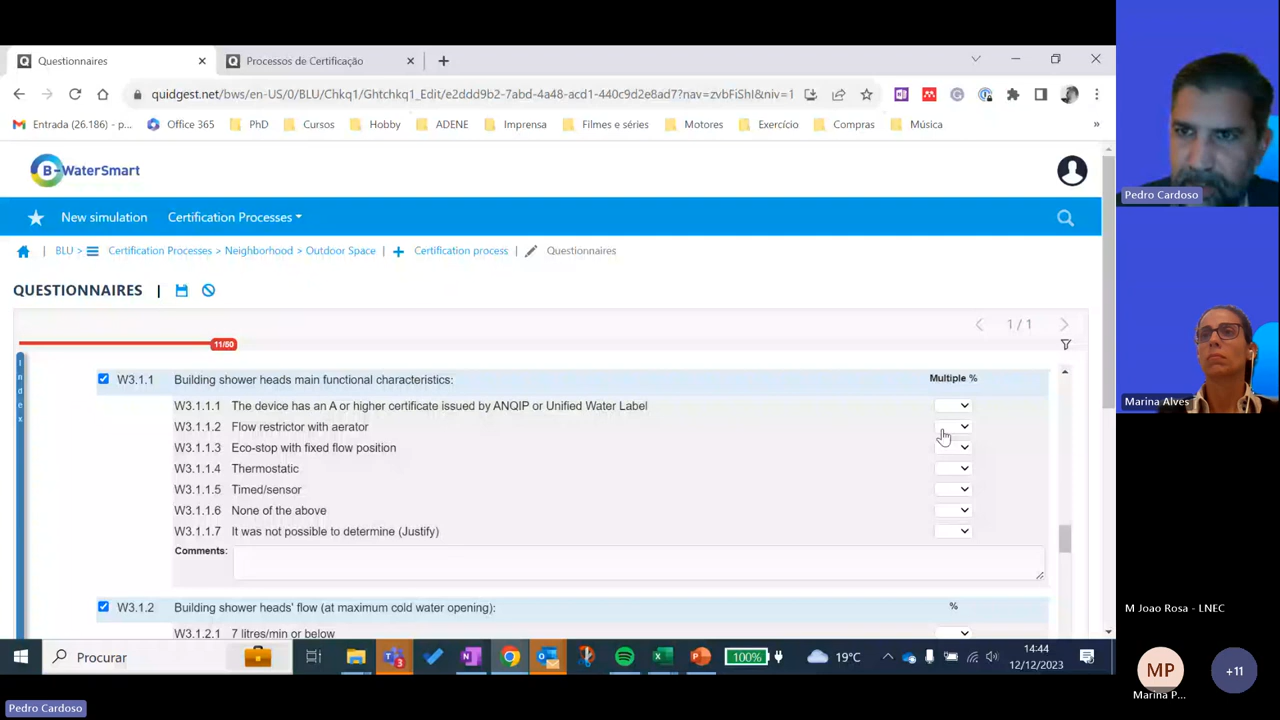 Questionnaires
Processos de Certificação
quidgest.net/bws/en-US/0/BLU/Chkq1/Ghtchkq1_Edit/e2ddd9b2-7abd-4a48-acd1-440c9d2e8ad7?nav=zvbFiShI&niv=1
Entrada (26.186) - p...
Office 365
PhD
Cursos
Hobby
ADENE
Imprensa
Filmes e séries
Motores
Exercício
Compras
Música
»
B-WaterSmart
New simulation
Certification Processes
BLU > Certification Processes > Neighborhood > Outdoor Space | Certification process | Questionnaires
QUESTIONNAIRES |
1 / 1
11/50
Index
W3.1.1 Building shower heads main functional characteristics: Multiple %
W3.1.1.1 The device has an A or higher certificate issued by ANQIP or Unified Water Label
W3.1.1.2 Flow restrictor with aerator
W3.1.1.3 Eco-stop with fixed flow position
W3.1.1.4 Thermostatic
W3.1.1.5 Timed/sensor
W3.1.1.6 None of the above
W3.1.1.7 It was not possible to determine (Justify)
Comments:
W3.1.2 Building shower heads' flow (at maximum cold water opening): %
W3.1.2.1 7 litres/min or below
Procurar
3
100%
19°C
14:44
12/12/2023
Pedro Cardoso
Marina Alves
M Joao Rosa - LNEC
MP
Marina P...
+11
Pedro Cardoso